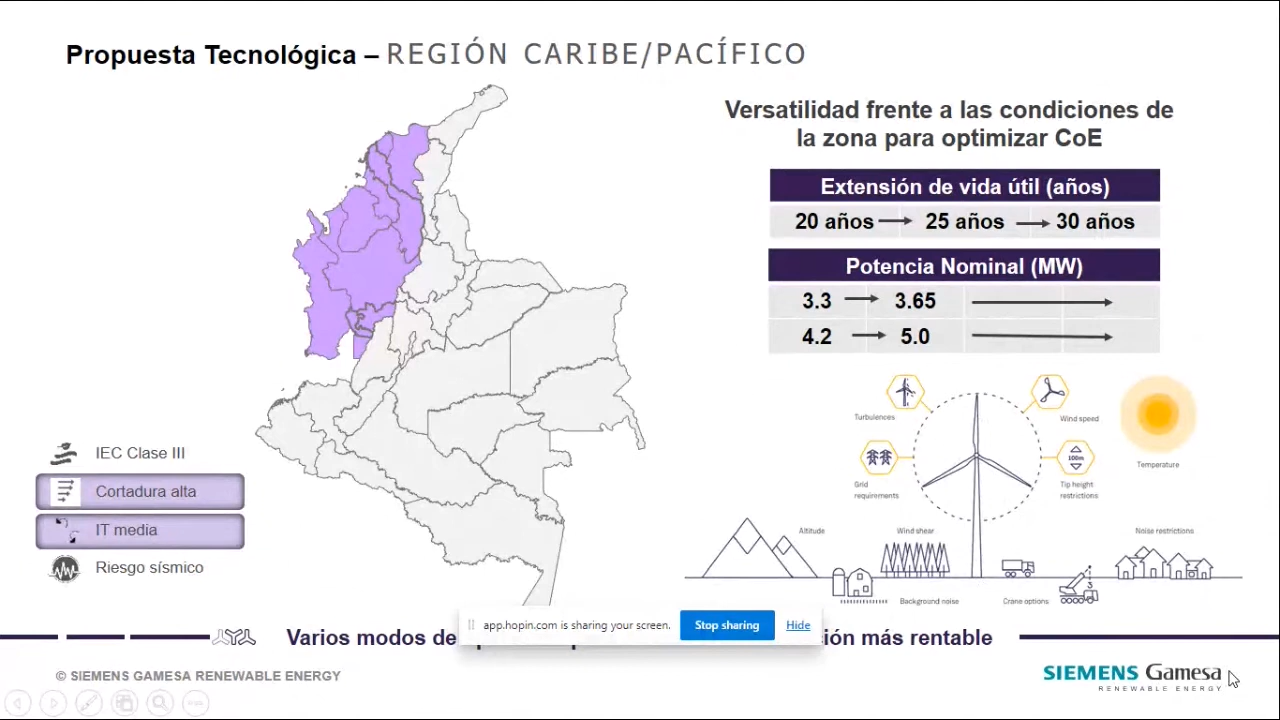 Propuesta Tecnológica – REGIÓN CARIBE/PACÍFICO
Versatilidad frente a las condiciones de
la zona para optimizar CoE
Extensión de vida útil (años)
20 años 25 años 30 años
Potencia Nominal (MW)
3.3 3.65
4.2 5.0
IEC Clase III
Cortadura alta
IT media
Riesgo sísmico
Turbulences
Wind speed
Temperature
Grid
requirements
100m
Tip height
restrictions
Altitude
Wind shear
Noise restrictions
Background noise
Crane options
app.hopin.com is sharing your screen. Stop sharing Hide
Varios modos de ión más rentable
© SIEMENS GAMESA RENEWABLE ENERGY
SIEMENS Gamesa
RENEWABLE ENERGY